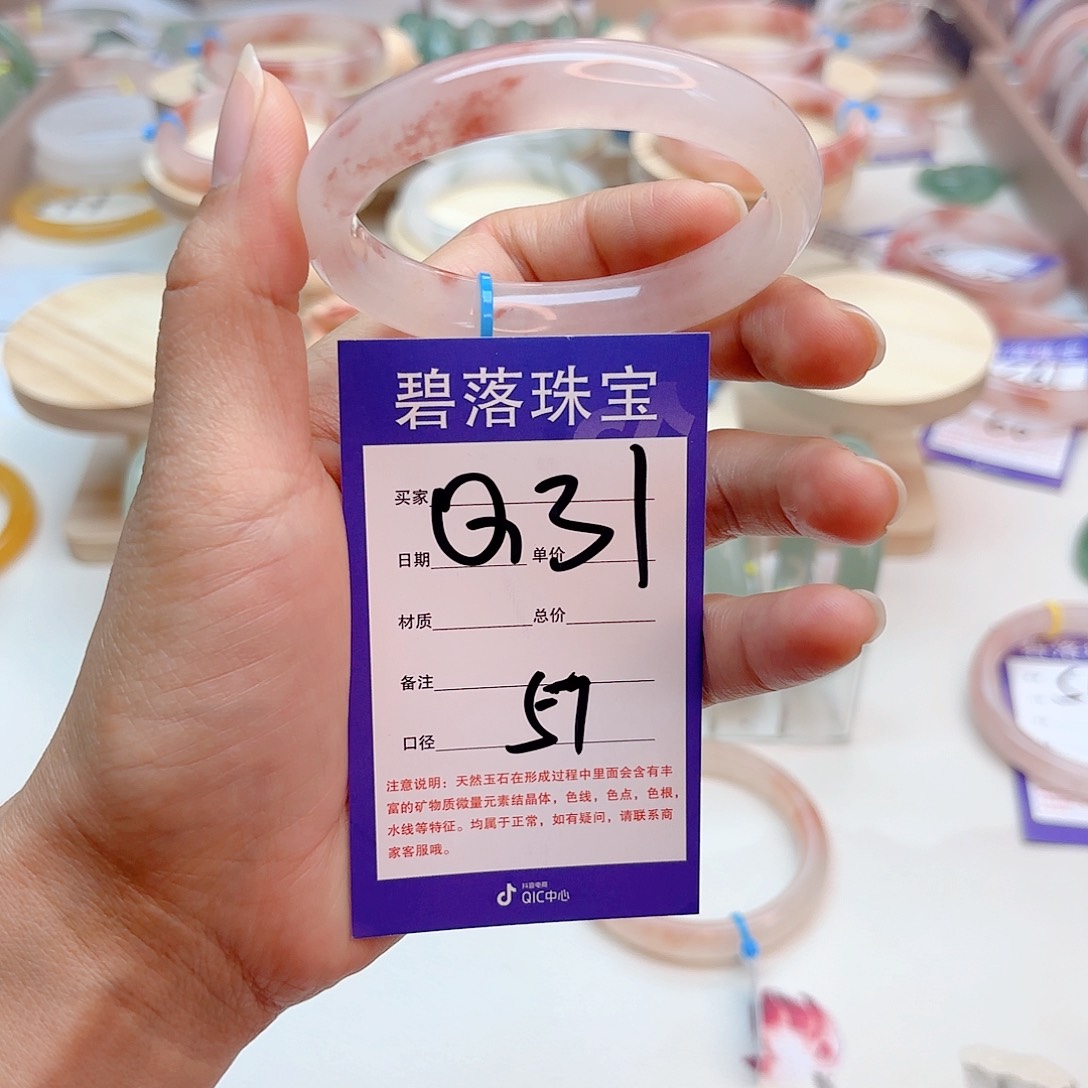 碧落珠宝
买家
Q31
日期 单价
材质 总价
备注
57
口径
注意说明：天然玉石在形成过程中里面会含有丰
富的矿物质微量元素结晶体，色线，色点，色根，
水线等特征。均属于正常，如有疑问，请联系商
家客服哦。
抖音电商
QIC中心